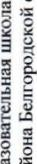 азовательная школа
йона Белгородской